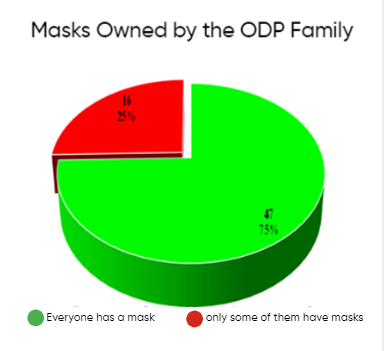 Masks Owned by the ODP Family
16
25%
47
75%
Everyone has a mask
only some of them have masks